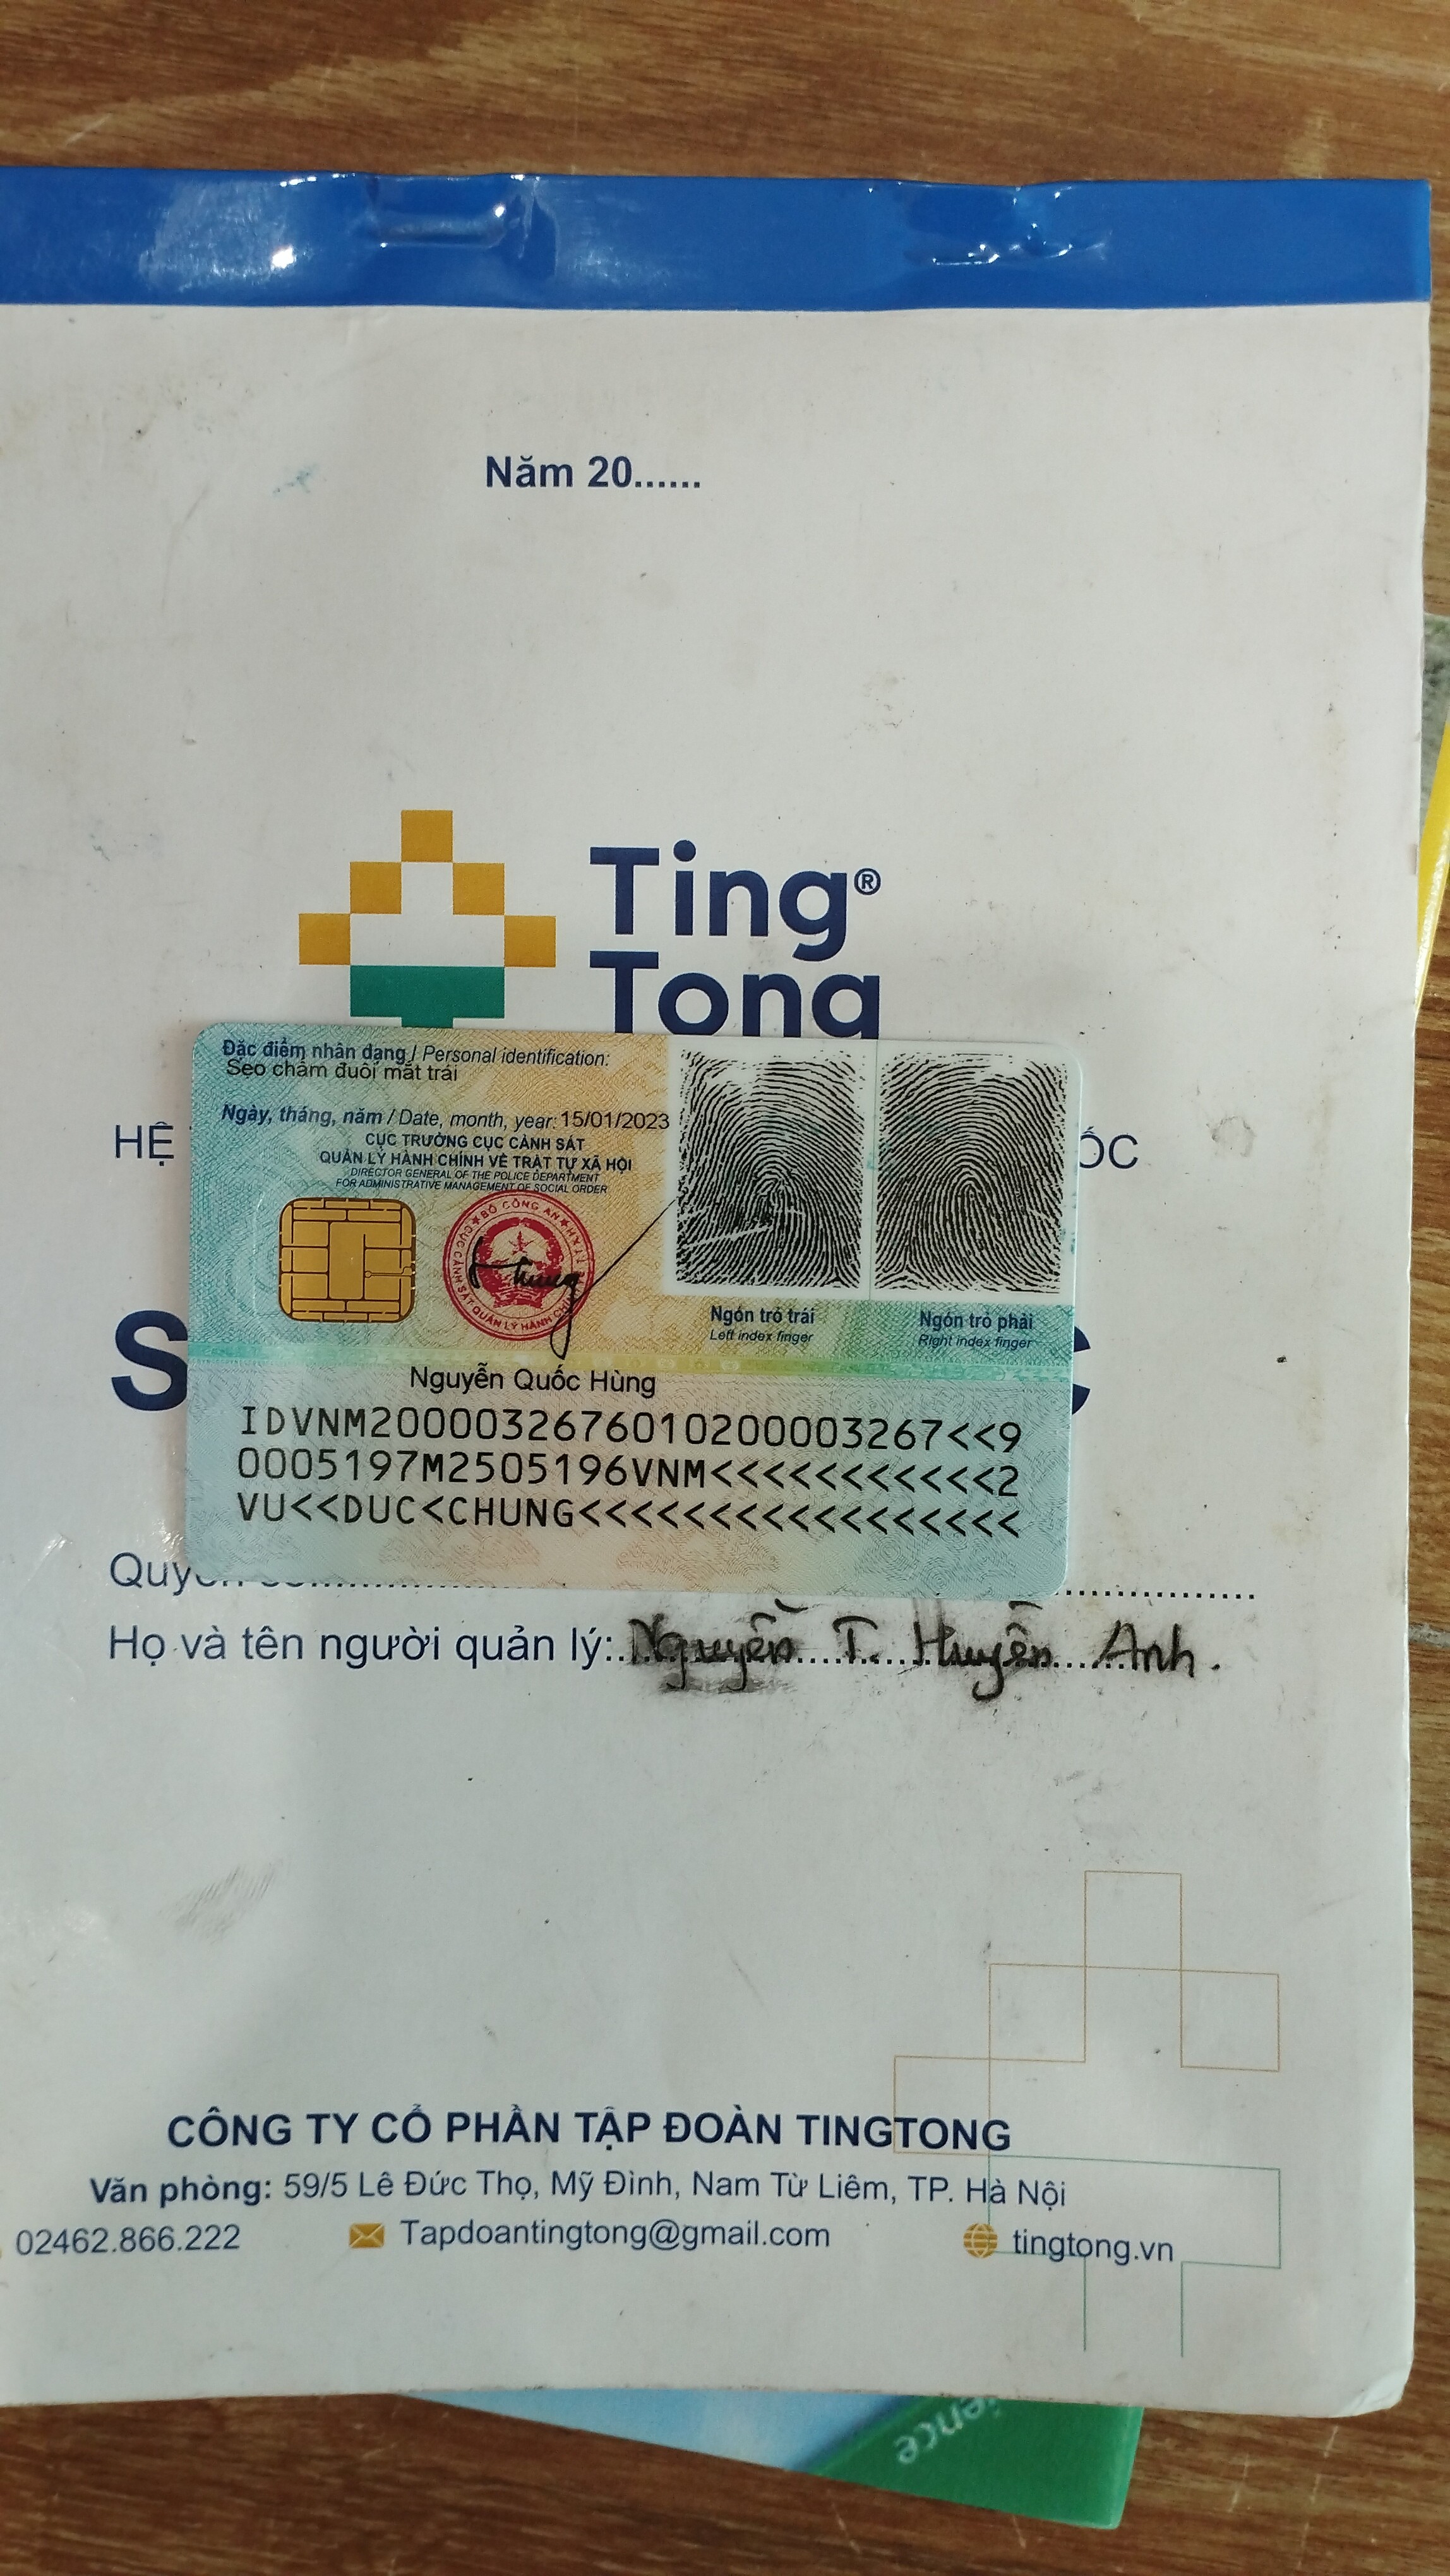 Năm 20......
Ting®
Tong
Đặc điểm nhân dạng / Personal identification:
Sẹo chấm đuôi mắt trái
Ngày, tháng, năm / Date, month, year: 15/01/2023
CỤC TRƯỞNG CỤC CẢNH SÁT
QUẢN LÝ HÀNH CHÍNH VỀ TRẬT TỰ XÃ HỘI
DIRECTOR GENERAL OF THE POLICE DEPARTMENT
FOR ADMINISTRATIVE MANAGEMENT OF SOCIAL ORDER
HỆ
ỐC
BỘ CÔNG AN
Ngón trỏ trái
Left index finger
Ngón trỏ phải
Right index finger
S
Nguyễn Quốc Hùng
IDVNM2000032676010200003267<<9
0005197M2505196VNM<<<<<<<<<<<2
VU<<DUC<CHUNG<<<<<<<<<<<<<<<<<
Họ và tên người quản lý: Nguyễn T. Huyền Anh.
CÔNG TY CỔ PHẦN TẬP ĐOÀN TINGTONG
Văn phòng: 59/5 Lê Đức Thọ, Mỹ Đình, Nam Từ Liêm, TP. Hà Nội
02462.866.222 Tapdoantingtong@gmail.com tingtong.vn
ience